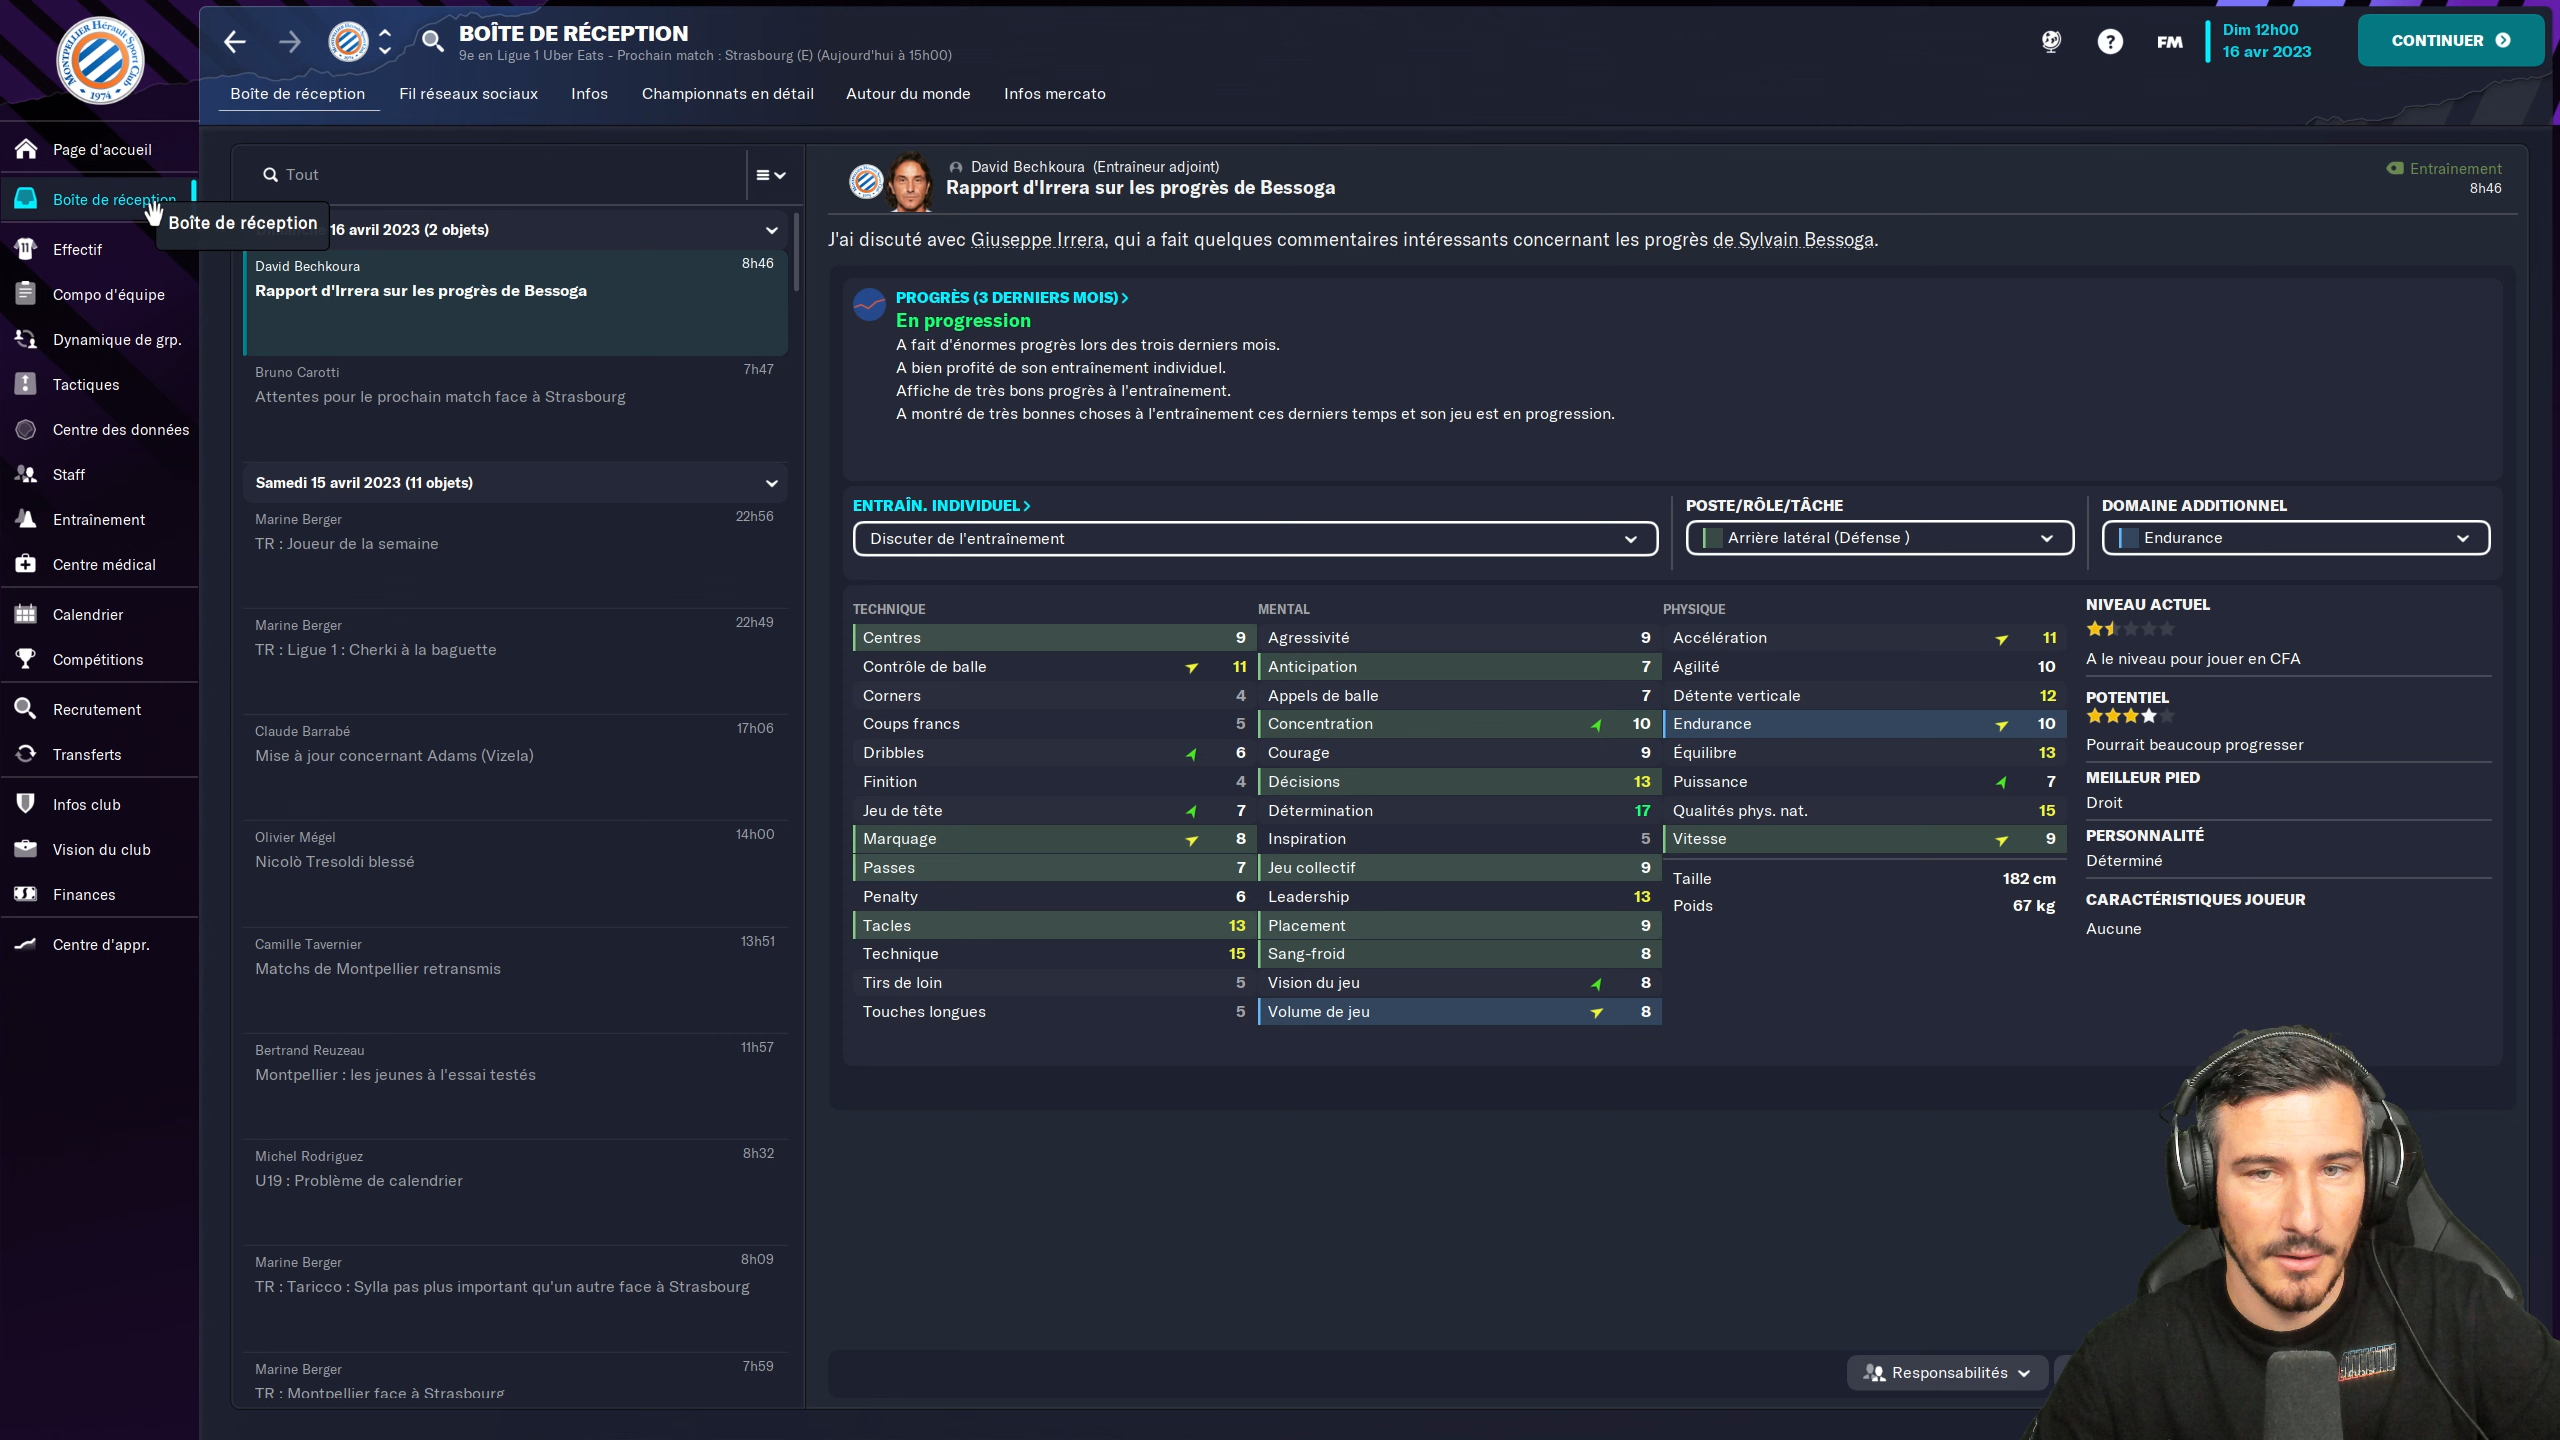 MONTPELLIER Hérault Sport Club
1974
BOÎTE DE RÉCEPTION
9e en Ligue 1 Uber Eats - Prochain match : Strasbourg (E) (Aujourd'hui à 15h00)
FM
Dim 12h00
16 avr 2023
CONTINUER
Boîte de réception
Fil réseaux sociaux
Infos
Championnats en détail
Autour du monde
Infos mercato
Page d'accueil
Boîte de réception
Boîte de réception
Effectif
Compo d'équipe
Dynamique de grp.
Tactiques
Centre des données
Staff
Entraînement
Centre médical
Calendrier
Compétitions
Recrutement
Transferts
Infos club
Vision du club
Finances
Centre d'appr.
Tout
16 avril 2023 (2 objets)
David Bechkoura 8h46
Rapport d'Irrera sur les progrès de Bessoga
Bruno Carotti 7h47
Attentes pour le prochain match face à Strasbourg
Samedi 15 avril 2023 (11 objets)
Marine Berger 22h56
TR : Joueur de la semaine
Marine Berger 22h49
TR : Ligue 1 : Cherki à la baguette
Claude Barrabé 17h06
Mise à jour concernant Adams (Vizela)
Olivier Mégel 14h00
Nicolò Tresoldi blessé
Camille Tavernier 13h51
Matchs de Montpellier retransmis
Bertrand Reuzeau 11h57
Montpellier : les jeunes à l'essai testés
Michel Rodriguez 8h32
U19 : Problème de calendrier
Marine Berger 8h09
TR : Taricco : Sylla pas plus important qu'un autre face à Strasbourg
Marine Berger 7h59
TR : Montpellier face à Strasbourg
David Bechkoura (Entraîneur adjoint)
Rapport d'Irrera sur les progrès de Bessoga
Entraînement
8h46
J'ai discuté avec Giuseppe Irrera, qui a fait quelques commentaires intéressants concernant les progrès de Sylvain Bessoga.
PROGRÈS (3 DERNIERS MOIS)
En progression
A fait d'énormes progrès lors des trois derniers mois.
A bien profité de son entraînement individuel.
Affiche de très bons progrès à l'entraînement.
A montré de très bonnes choses à l'entraînement ces derniers temps et son jeu est en progression.
ENTRAÎN. INDIVIDUEL
Discuter de l'entraînement
POSTE/RÔLE/TÂCHE
Arrière latéral (Défense )
DOMAINE ADDITIONNEL
Endurance
TECHNIQUE
Centres 9
Contrôle de balle 11
Corners 4
Coups francs 5
Dribbles 6
Finition 4
Jeu de tête 7
Marquage 8
Passes 7
Penalty 6
Tacles 13
Technique 15
Tirs de loin 5
Touches longues 5
MENTAL
Agressivité 9
Anticipation 7
Appels de balle 7
Concentration 10
Courage 9
Décisions 13
Détermination 17
Inspiration 5
Jeu collectif 9
Leadership 13
Placement 9
Sang-froid 8
Vision du jeu 8
Volume de jeu 8
PHYSIQUE
Accélération 11
Agilité 10
Détente verticale 12
Endurance 10
Équilibre 13
Puissance 7
Qualités phys. nat. 15
Vitesse 9
Taille 182 cm
Poids 67 kg
NIVEAU ACTUEL
A le niveau pour jouer en CFA
POTENTIEL
Pourrait beaucoup progresser
MEILLEUR PIED
Droit
PERSONNALITÉ
Déterminé
CARACTÉRISTIQUES JOUEUR
Aucune
Responsabilités